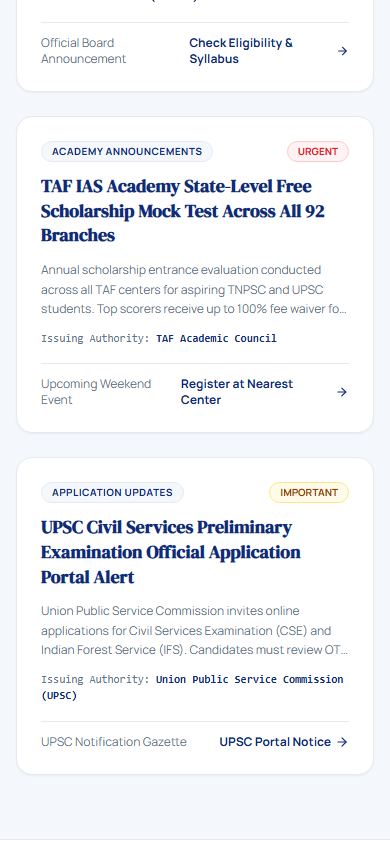 Official Board
Announcement
Check Eligibility &
Syllabus
ACADEMY ANNOUNCEMENTS
URGENT
TAF IAS Academy State-Level Free
Scholarship Mock Test Across All 92
Branches
Annual scholarship entrance evaluation conducted
across all TAF centers for aspiring TNPSC and UPSC
students. Top scorers receive up to 100% fee waiver fo...
Issuing Authority: TAF Academic Council
Upcoming Weekend
Event
Register at Nearest
Center
APPLICATION UPDATES
IMPORTANT
UPSC Civil Services Preliminary
Examination Official Application
Portal Alert
Union Public Service Commission invites online
applications for Civil Services Examination (CSE) and
Indian Forest Service (IFS). Candidates must review OT...
Issuing Authority: Union Public Service Commission
(UPSC)
UPSC Notification Gazette
UPSC Portal Notice